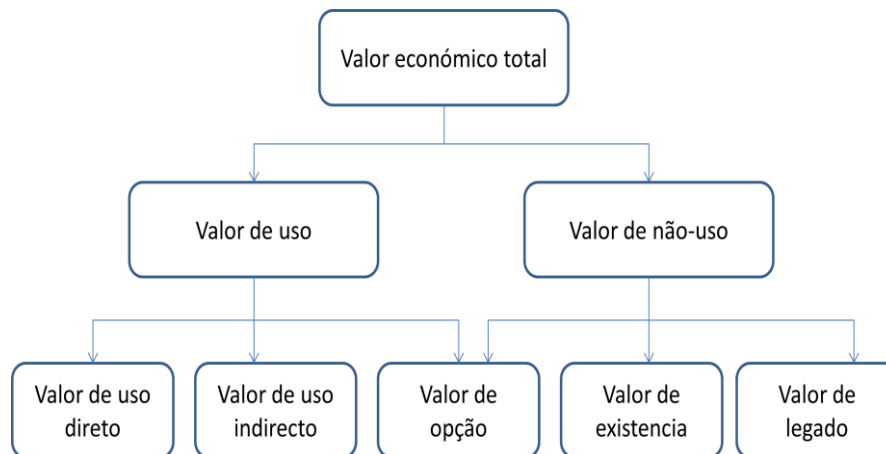 Valor económico total
Valor de uso
Valor de não-uso
Valor de uso
direto
Valor de uso
indirecto
Valor de
opção
Valor de
existencia
Valor de
legado